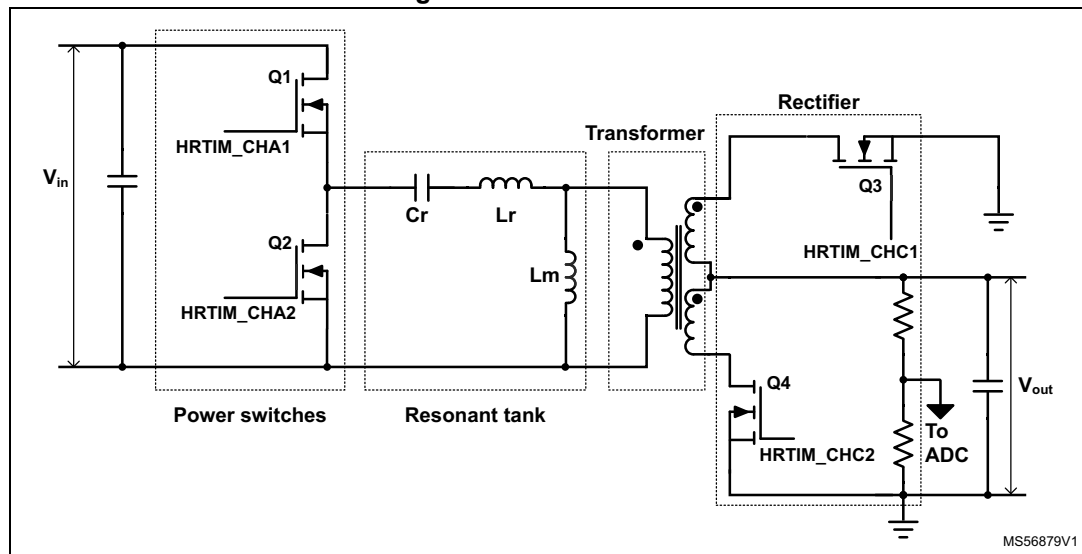 Q1
Rectifier
Transformer
HRTIM_CHA1
Vin
Q3
Cr
Lr
Q2
HRTIM_CHC1
Lm
HRTIM_CHA2
Q4
Vout
Power switches
Resonant tank
To
ADC
HRTIM_CHC2
MS56879V1